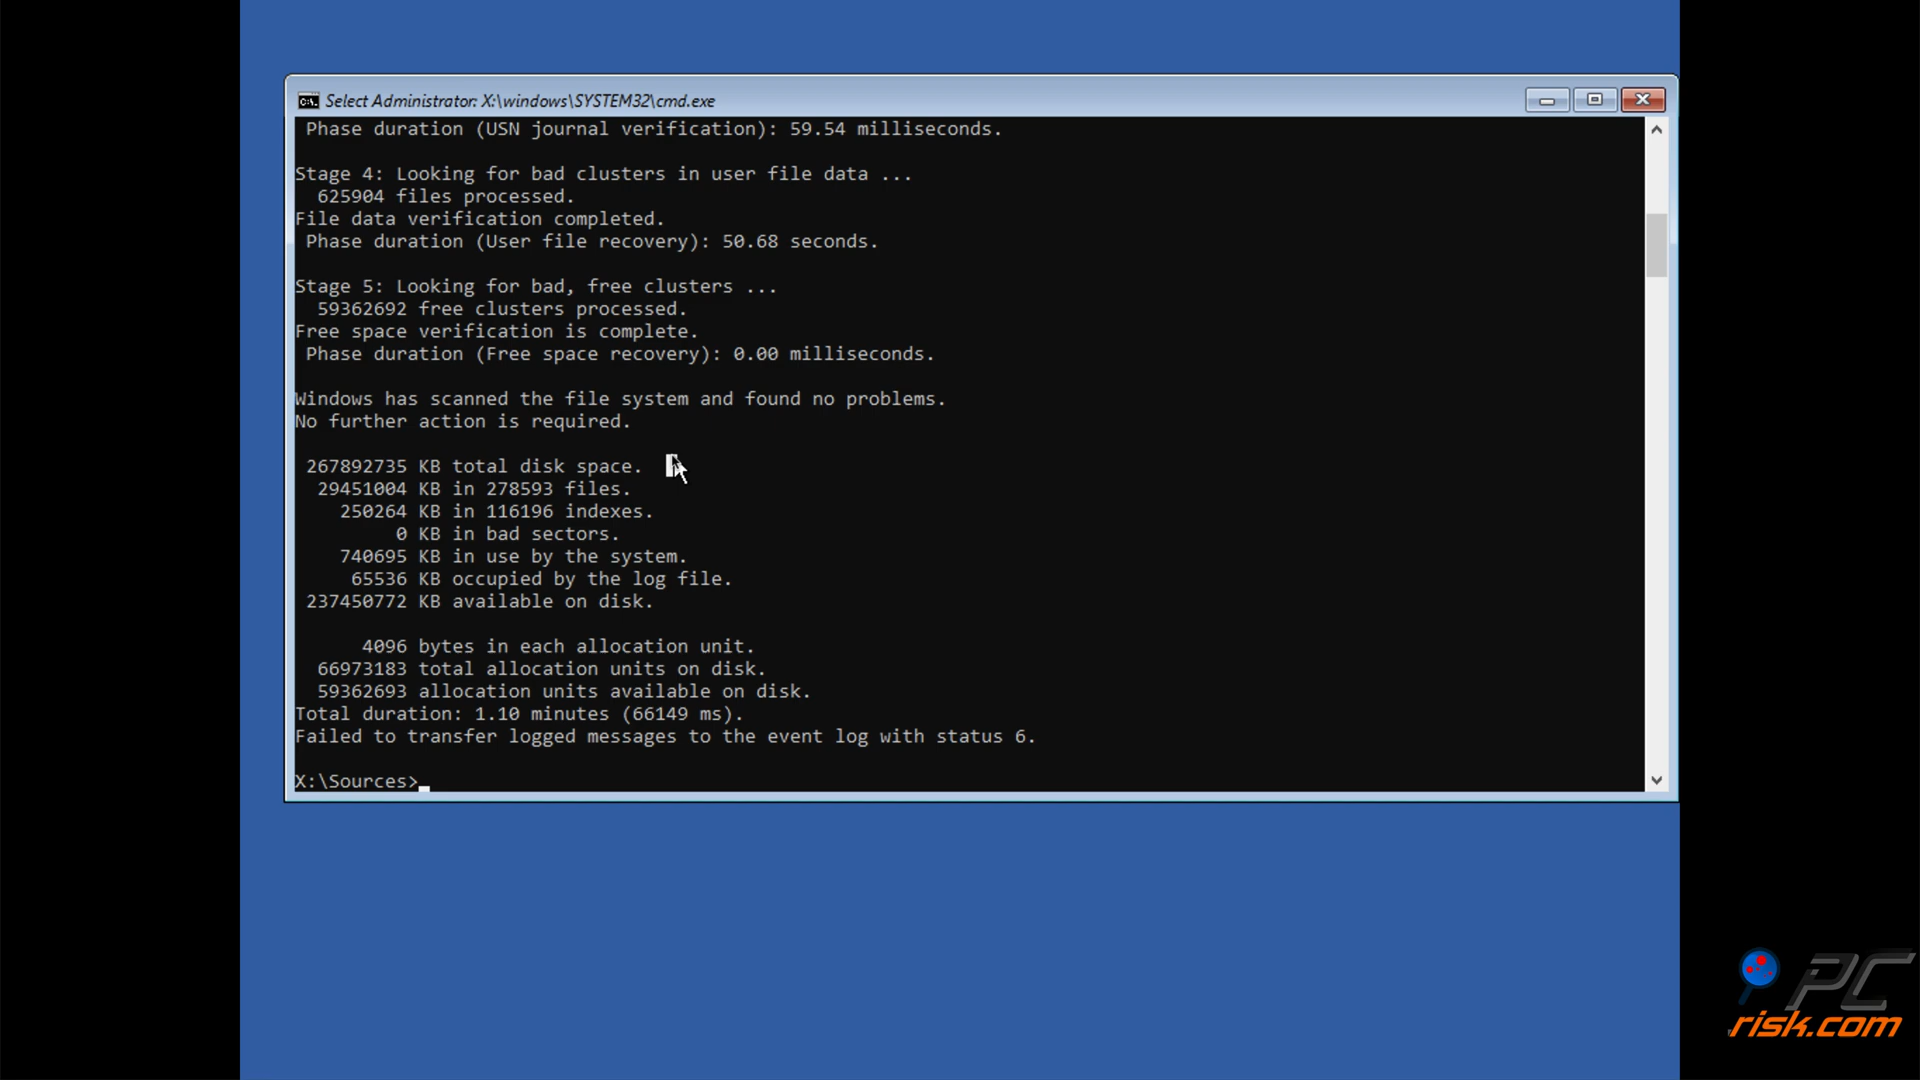 Select Administrator: X:\windows\SYSTEM32\cmd.exe
Phase duration (USN journal verification): 59.54 milliseconds.
Stage 4: Looking for bad clusters in user file data ...
625904 files processed.
File data verification completed.
Phase duration (User file recovery): 50.68 seconds.
Stage 5: Looking for bad, free clusters ...
59362692 free clusters processed.
Free space verification is complete.
Phase duration (Free space recovery): 0.00 milliseconds.
Windows has scanned the file system and found no problems.
No further action is required.
267892735 KB total disk space.
29451004 KB in 278593 files.
250264 KB in 116196 indexes.
0 KB in bad sectors.
740695 KB in use by the system.
65536 KB occupied by the log file.
237450772 KB available on disk.
4096 bytes in each allocation unit.
66973183 total allocation units on disk.
59362693 allocation units available on disk.
Total duration: 1.10 minutes (66149 ms).
Failed to transfer logged messages to the event log with status 6.
X:\Sources>
PC
risk.com